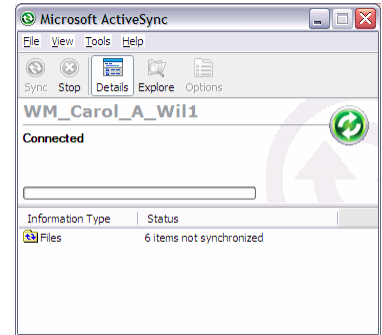 Microsoft ActiveSync
File View Tools Help
Sync Stop Details Explore Options
WM_Carol_A_Wil1
Connected
Information Type Status
Files 6 items not synchronized